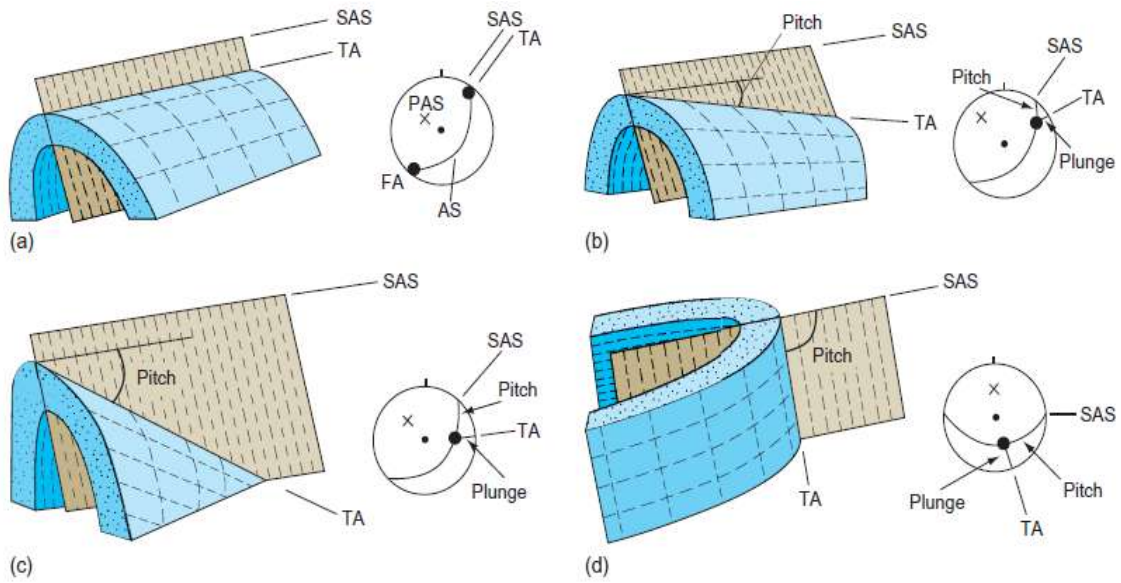 SAS
TA
SAS
TA
PAS
FA
AS
(a)
Pitch
SAS
TA
SAS
Pitch
TA
Plunge
(b)
SAS
Pitch
TA
SAS
Pitch
TA
Plunge
(c)
SAS
Pitch
TA
SAS
Plunge
Pitch
TA
(d)